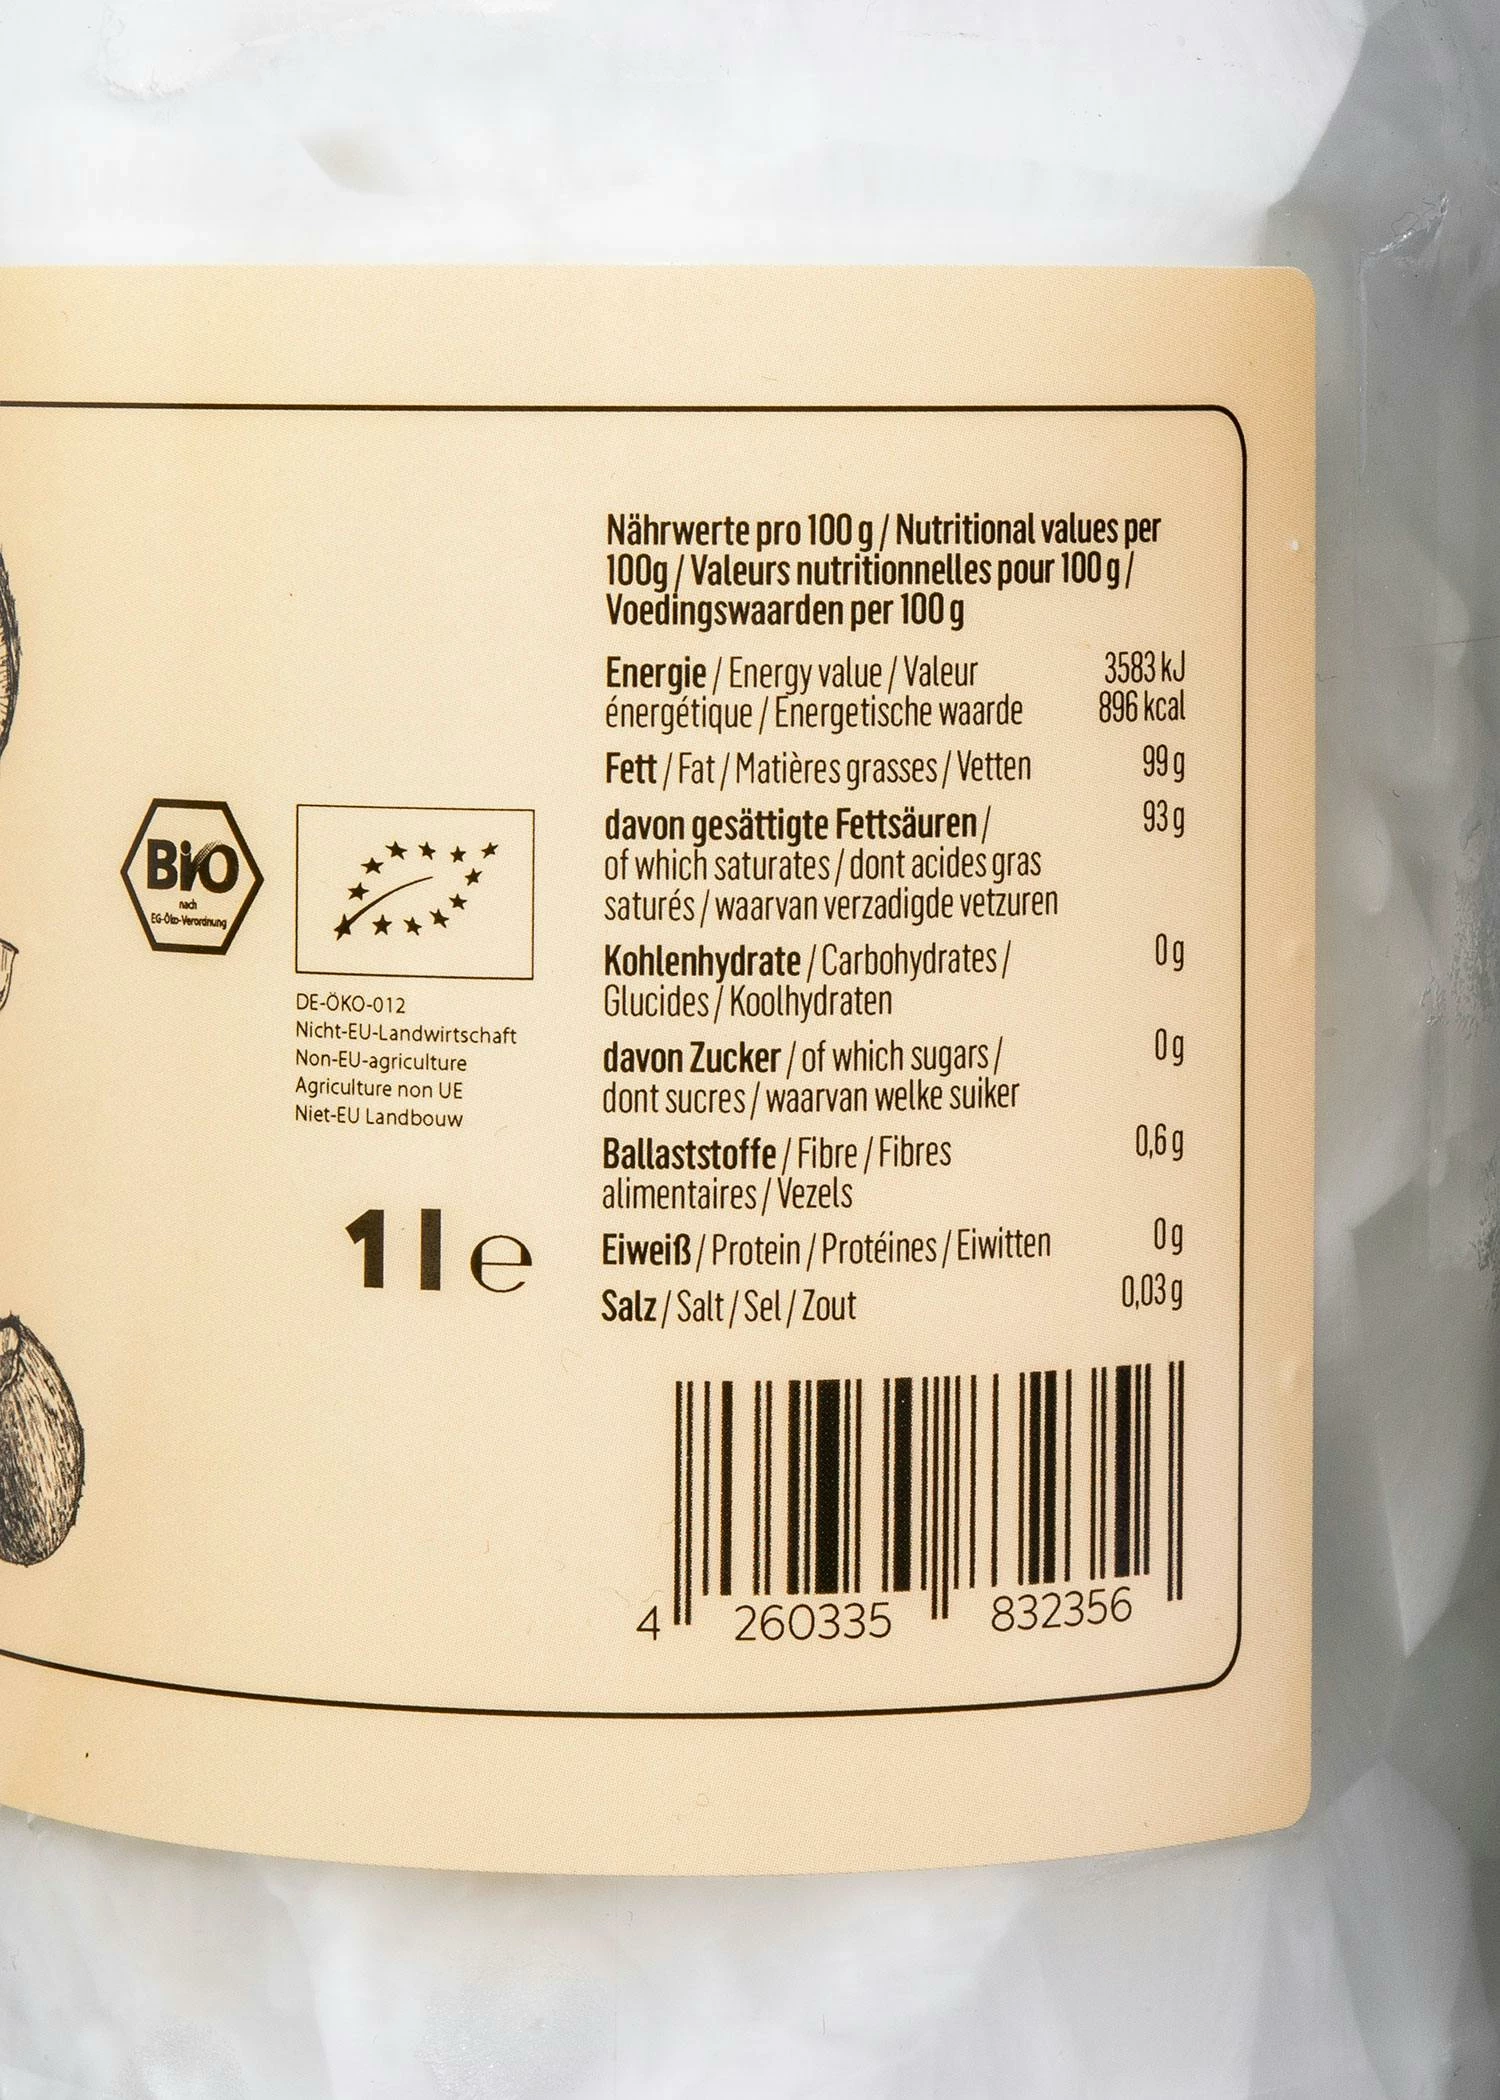 BiO
nach
EG-Öko-Verordnung
DE-ÖKO-012
Nicht-EU-Landwirtschaft
Non-EU-agriculture
Agriculture non UE
Niet-EU Landbouw
1 l e
Nährwerte pro 100 g / Nutritional values per
100g / Valeurs nutritionnelles pour 100 g /
Voedingswaarden per 100 g
Energie / Energy value / Valeur 3583 kJ
énergétique / Energetische waarde 896 kcal
Fett / Fat / Matières grasses / Vetten 99 g
davon gesättigte Fettsäuren / 93 g
of which saturates / dont acides gras
saturés / waarvan verzadigde vetzuren
Kohlenhydrate / Carbohydrates / 0 g
Glucides / Koolhydraten
davon Zucker / of which sugars / 0 g
dont sucres / waarvan welke suiker
Ballaststoffe / Fibre / Fibres 0,6 g
alimentaires / Vezels
Eiweiß / Protein / Protéines / Eiwitten 0 g
Salz / Salt / Sel / Zout 0,03 g
4 260335 832356